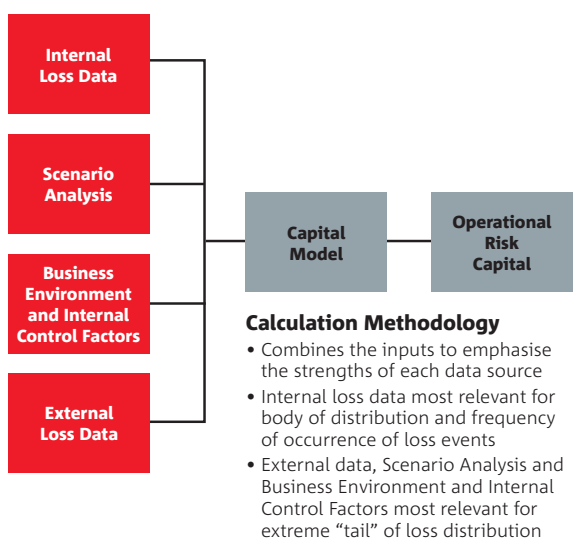 Internal
Loss Data
Scenario
Analysis
Business
Environment
and Internal
Control Factors
External
Loss Data
Capital
Model
Operational
Risk
Capital
Calculation Methodology
• Combines the inputs to emphasise
the strengths of each data source
• Internal loss data most relevant for
body of distribution and frequency
of occurrence of loss events
• External data, Scenario Analysis and
Business Environment and Internal
Control Factors most relevant for
extreme “tail” of loss distribution